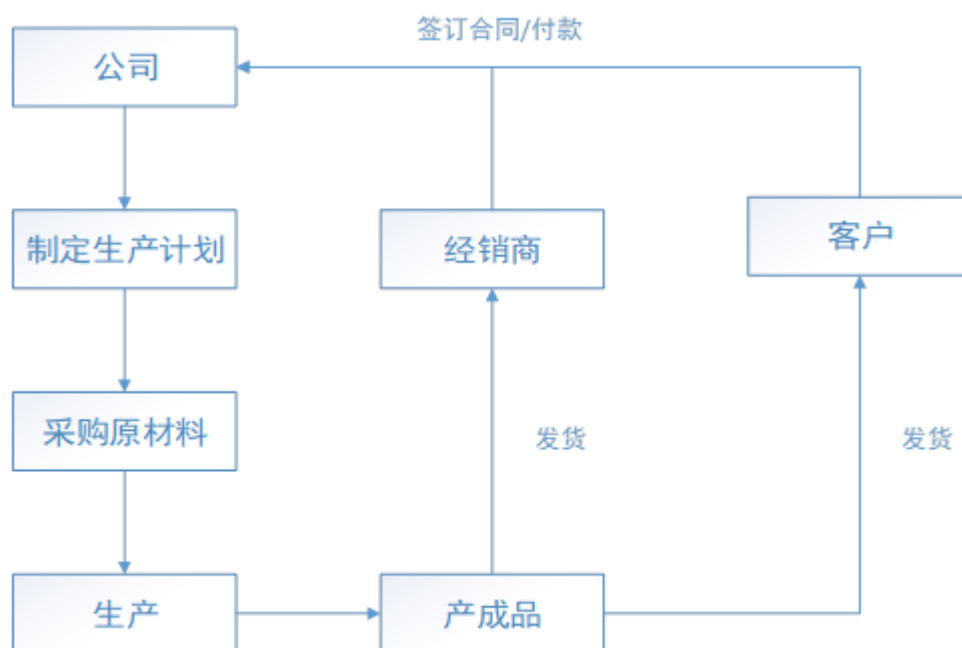 签订合同/付款
公司
制定生产计划
经销商
客户
采购原材料
发货
发货
生产
产成品